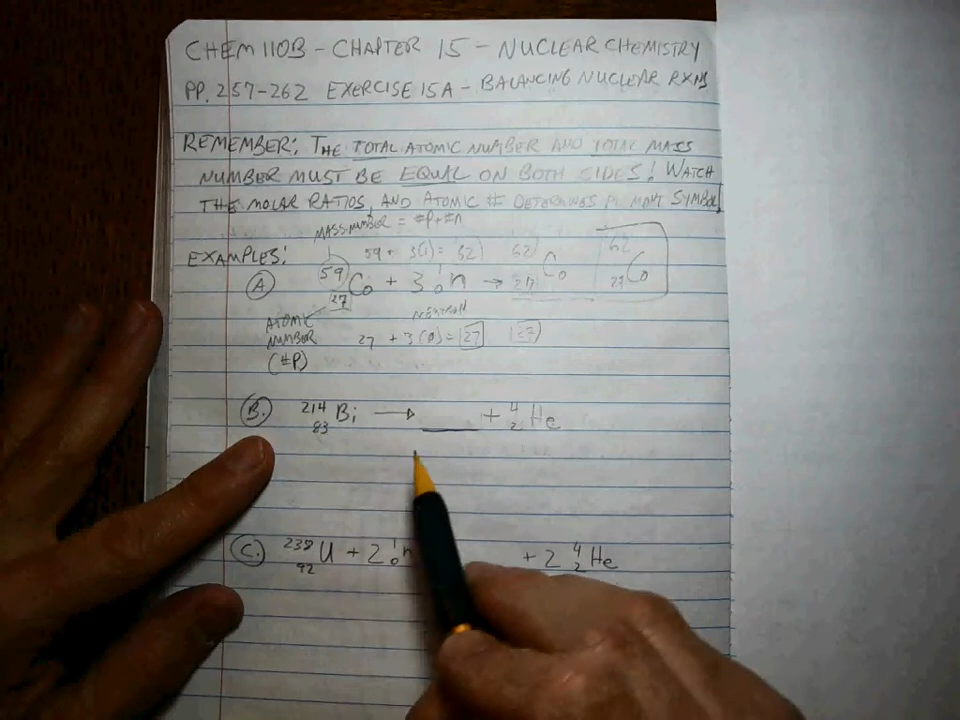 CHEM 110B - CHAPTER 15 - NUCLEAR CHEMISTRY
PP. 257-262 EXERCISE 15A - BALANCING NUCLEAR RXNS
REMEMBER: THE TOTAL ATOMIC NUMBER AND TOTAL MASS
NUMBER MUST BE EQUAL ON BOTH SIDES! WATCH
THE MOLAR RATIOS, AND ATOMIC # DETERMINES MY SYMBOL
MASS NUMBER = #P + #n
EXAMPLES: 59 + 3(1) = 62 62 Co 62
A 59 27 Co + 3 1 0 n → 27 27 Co
ATOMIC NEUTRON
NUMBER 27 + 3(0) = 27 27
(#P)
B. 214 83 Bi → ____ + 4 2 He
C. 238 92 U + 2 1 0 n + 2 4 2 He